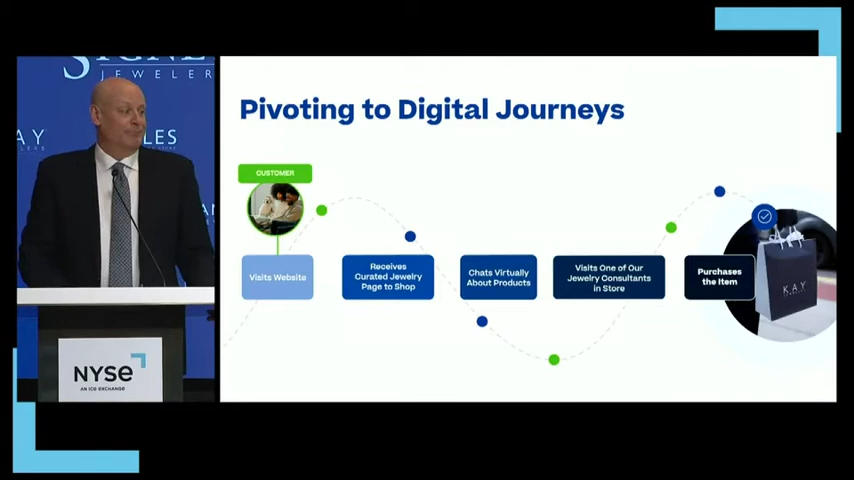 JEWELER
Pivoting to Digital Journeys
CUSTOMER
Visits Website
Receives
Curated Jewelry
Page to Shop
Chats Virtually
About Products
Visits One of Our
Jewelry Consultants
in Store
Purchases
the Item
KAY
NYSE
AN ICE EXCHANGE